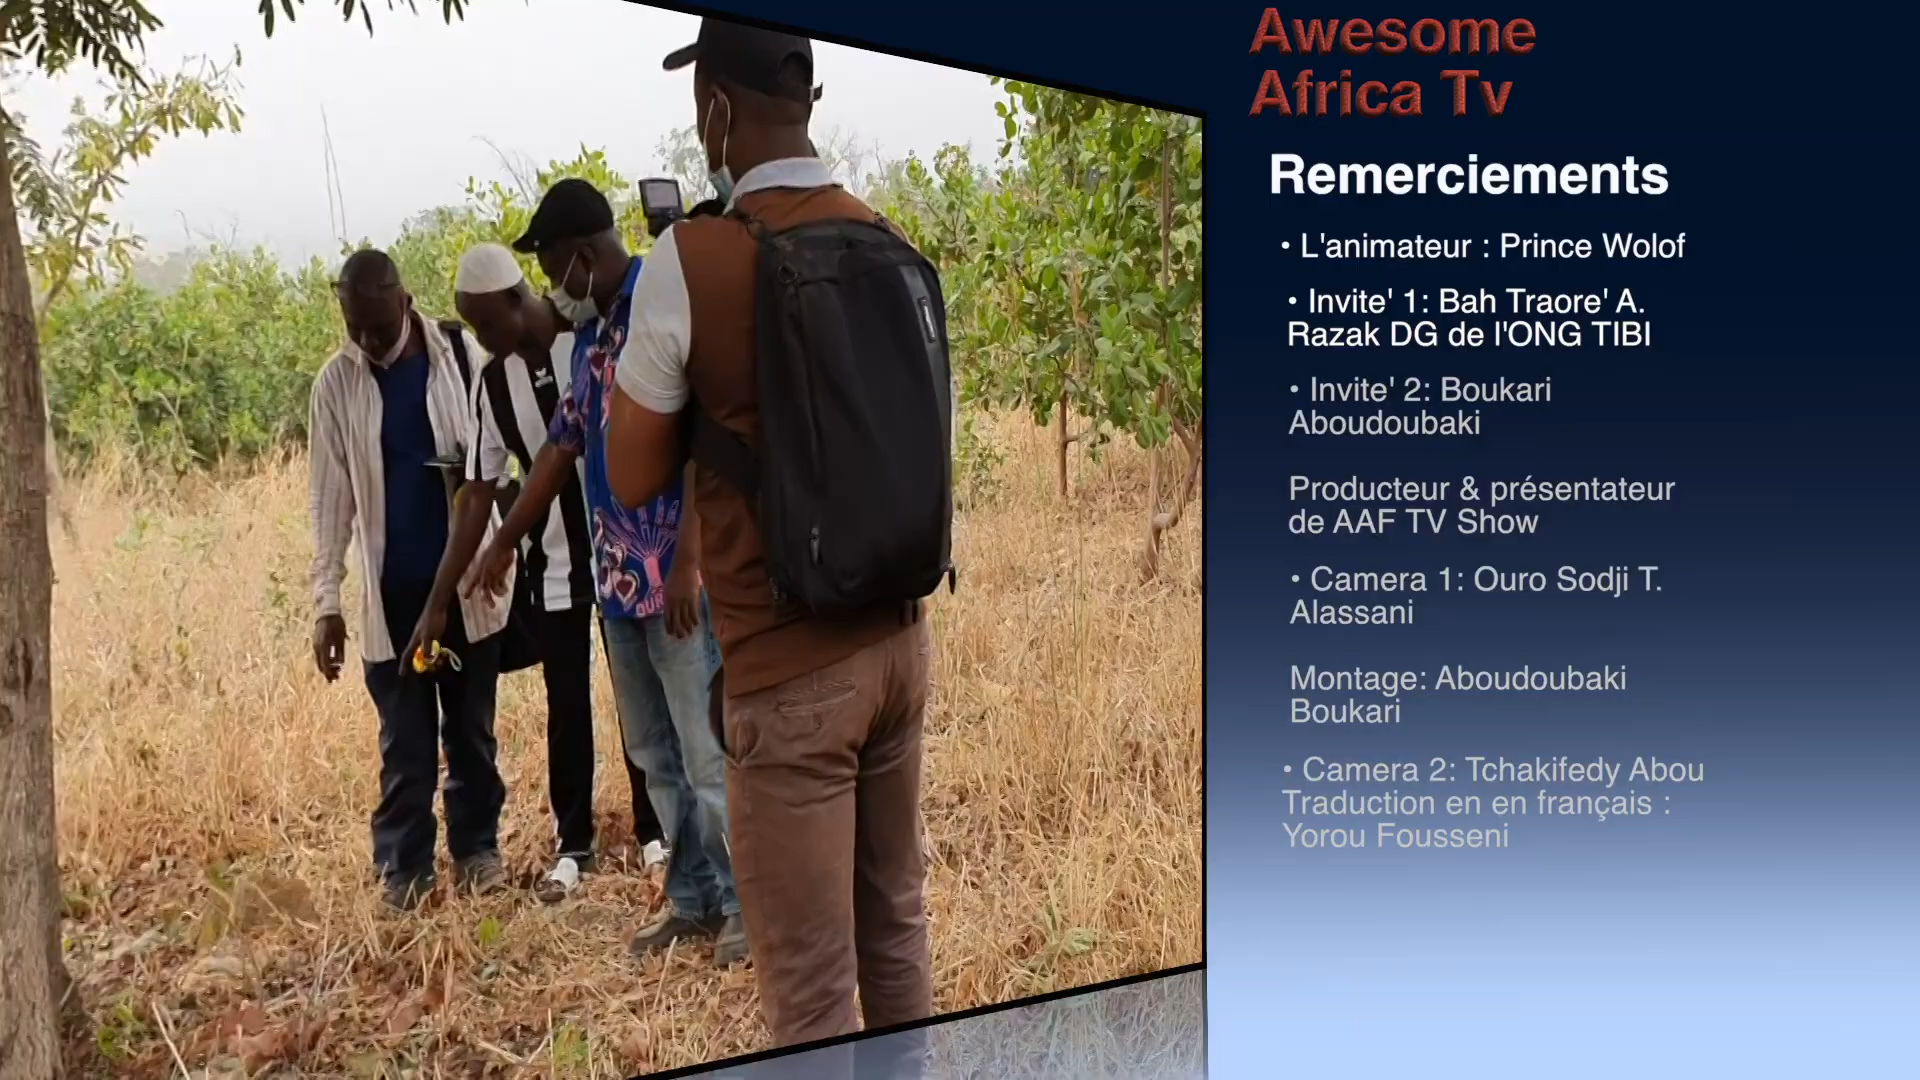 Awesome
Africa Tv
Remerciements
• L'animateur : Prince Wolof
• Invite' 1: Bah Traore' A.
Razak DG de l'ONG TIBI
• Invite' 2: Boukari
Aboudoubaki
Producteur & présentateur
de AAF TV Show
• Camera 1: Ouro Sodji T.
Alassani
Montage: Aboudoubaki
Boukari
• Camera 2: Tchakifedy Abou
Traduction en en français :
Yorou Fousseni